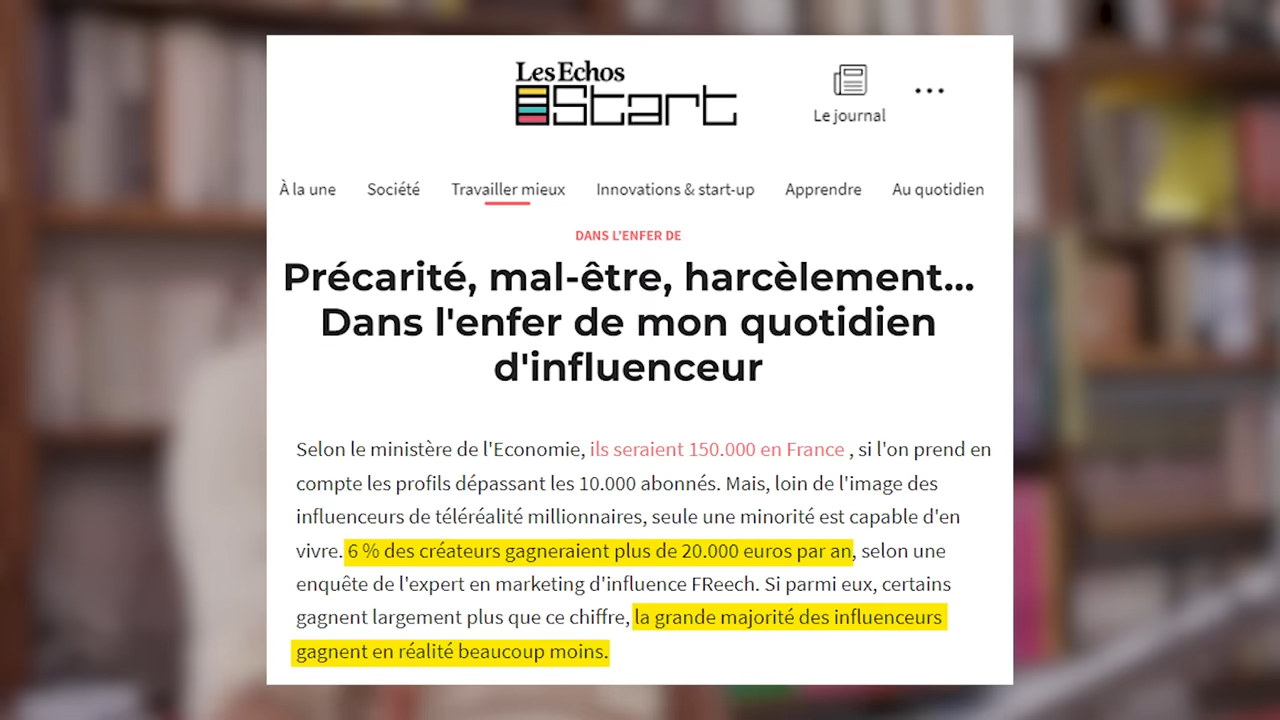 Les Echos
Start
Le journal
À la une Société Travailler mieux Innovations & start-up Apprendre Au quotidien
DANS L'ENFER DE
Précarité, mal-être, harcèlement...
Dans l'enfer de mon quotidien
d'influenceur
Selon le ministère de l'Economie, ils seraient 150.000 en France , si l'on prend en
compte les profils dépassant les 10.000 abonnés. Mais, loin de l'image des
influenceurs de téléréalité millionnaires, seule une minorité est capable d'en
vivre. 6 % des créateurs gagneraient plus de 20.000 euros par an, selon une
enquête de l'expert en marketing d'influence FReech. Si parmi eux, certains
gagnent largement plus que ce chiffre, la grande majorité des influenceurs
gagnent en réalité beaucoup moins.